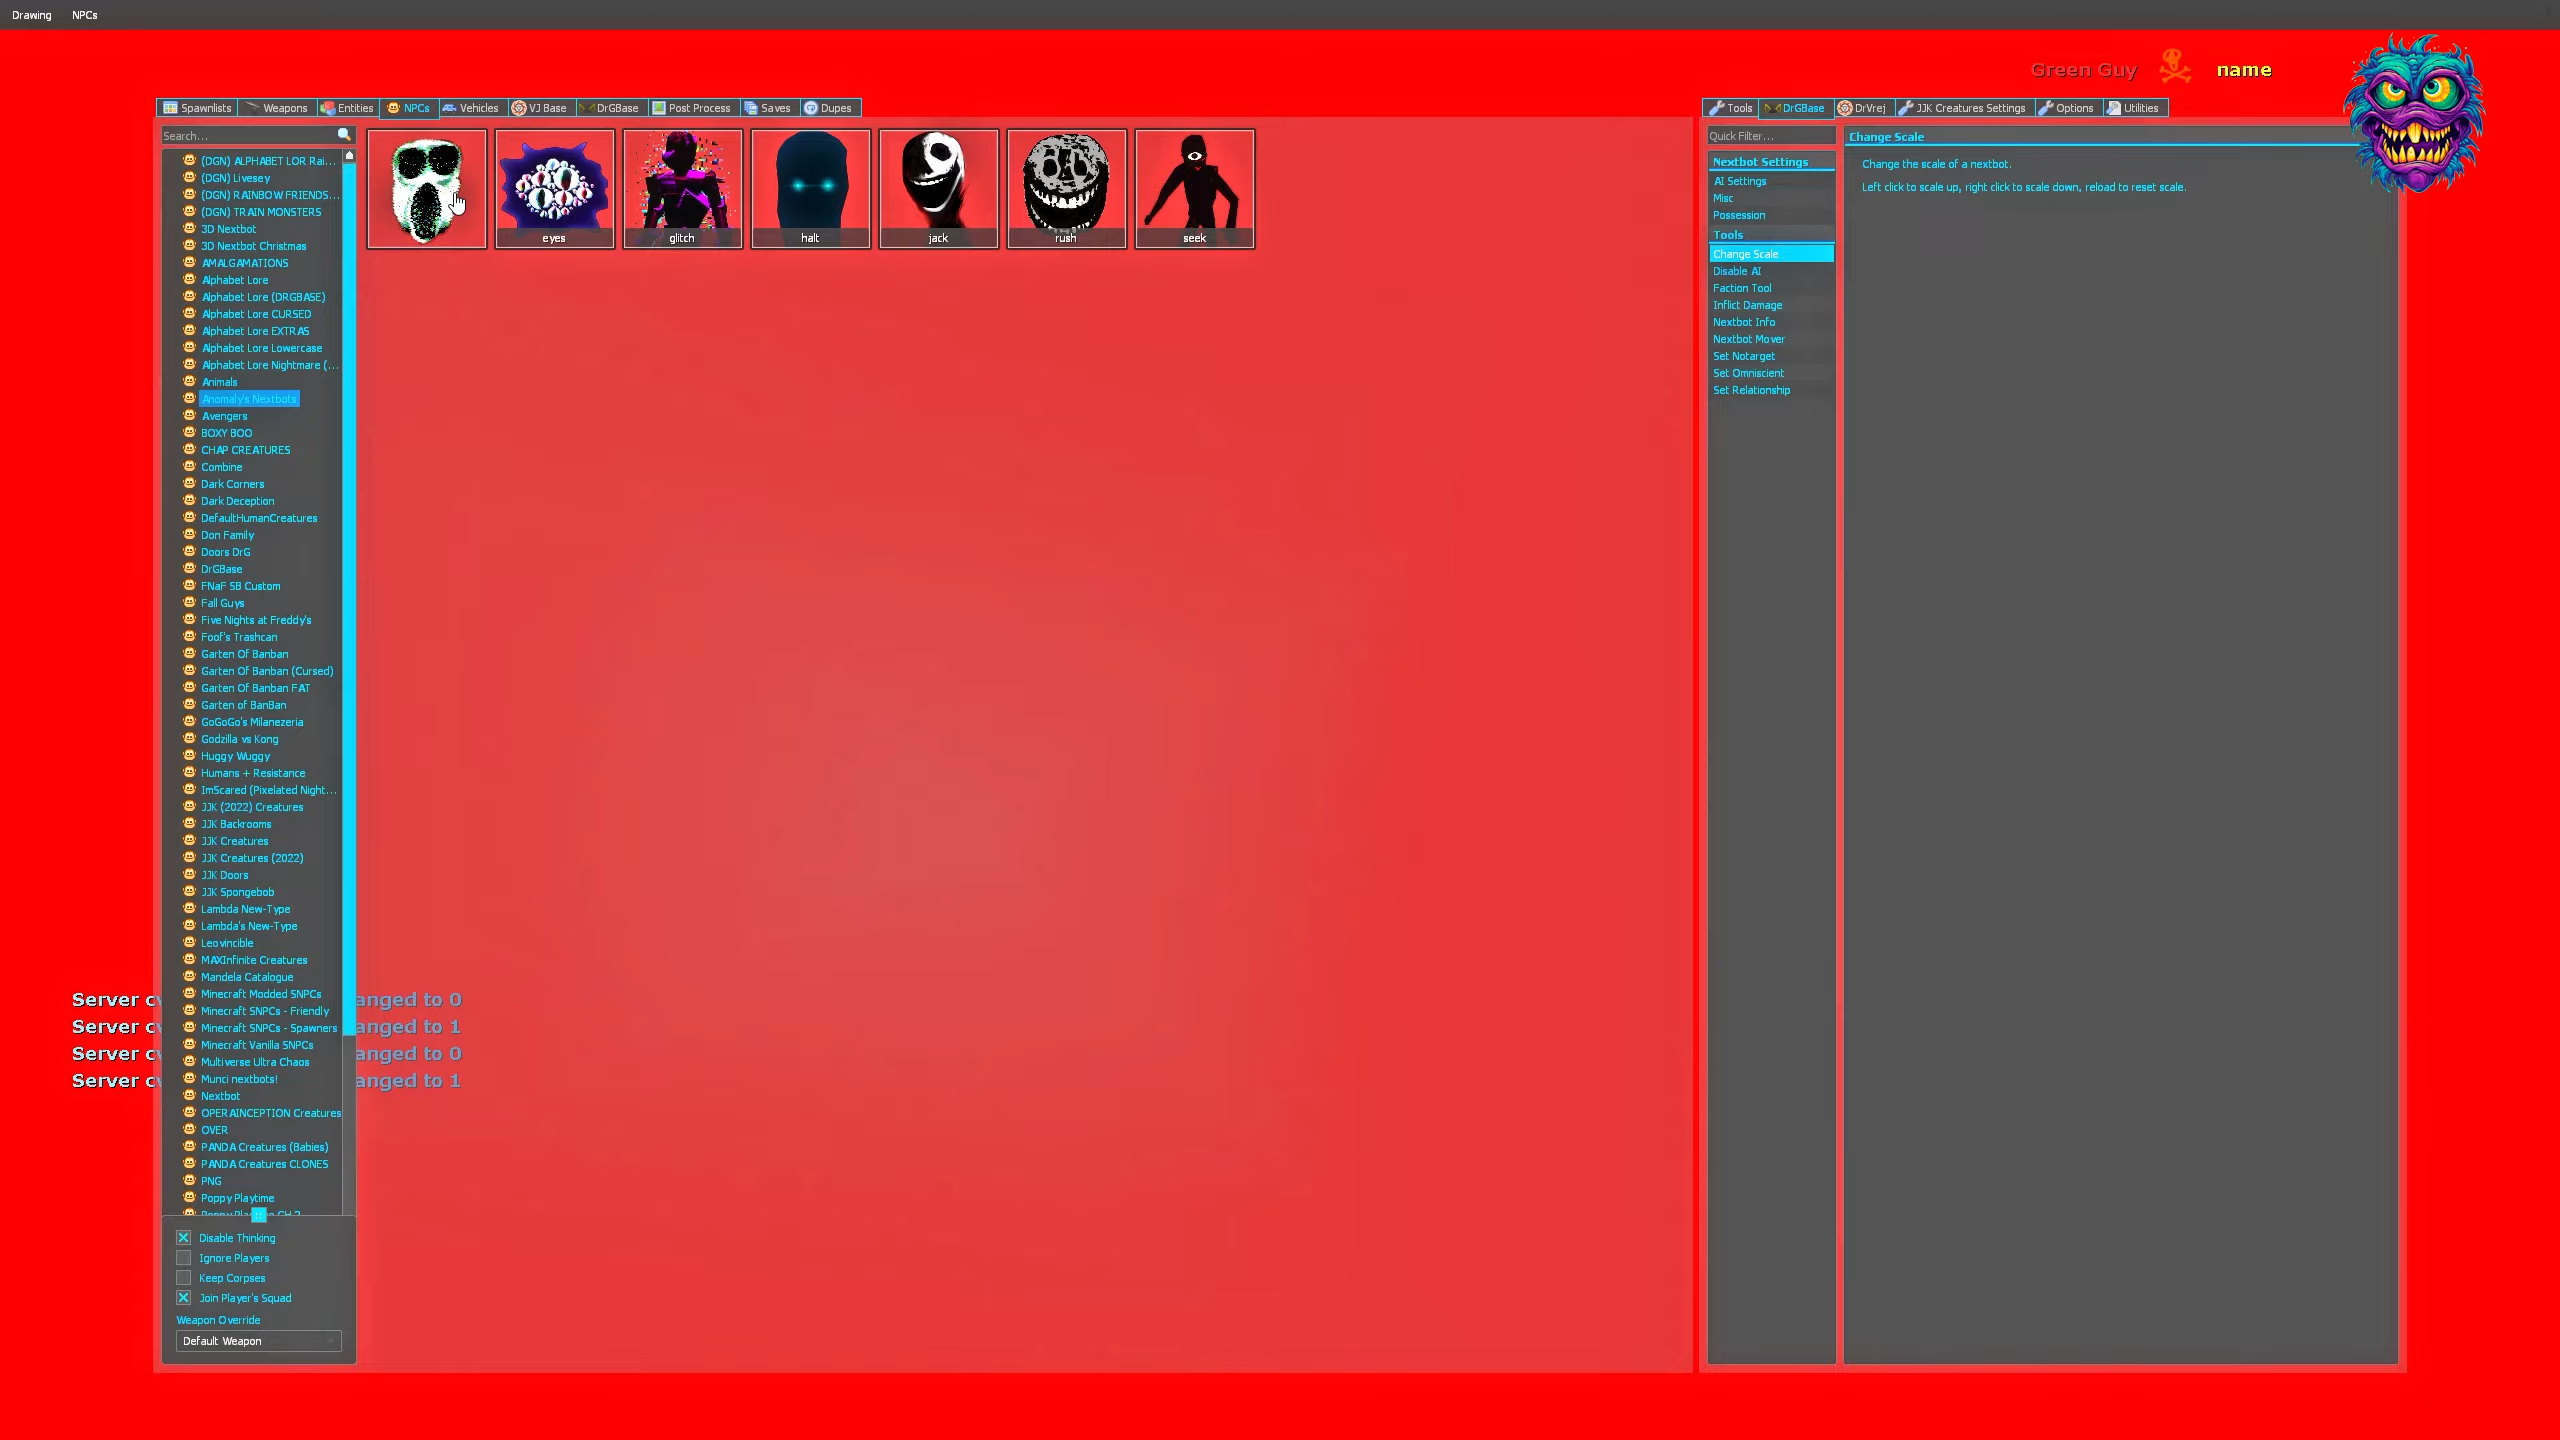 Drawing NPCs
Green Guy name
Spawnlists Weapons Entities NPCs Vehicles VJ Base DrGBase Post Process Saves Dupes
Search...
(DGN) ALPHABET LOR Rai...
(DGN) Livesey
(DGN) RAINBOW FRIENDS...
(DGN) TRAIN MONSTERS
3D Nextbot
3D Nextbot Christmas
AMALGAMATIONS
Alphabet Lore
Alphabet Lore (DRGBASE)
Alphabet Lore CURSED
Alphabet Lore EXTRAS
Alphabet Lore Lowercase
Alphabet Lore Nightmare (...
Animals
Anomaly's Nextbots
Avengers
BOXY BOO
CHAP CREATURES
Combine
Dark Corners
Dark Deception
DefaultHumanCreatures
Don Family
Doors DrG
DrGBase
FNaF SB Custom
Fall Guys
Five Nights at Freddy's
Foof's Trashcan
Garten Of Banban
Garten Of Banban (Cursed)
Garten Of Banban FAT
Garten of BanBan
GoGoGo's Milanezeria
Godzilla vs Kong
Huggy Wuggy
Humans + Resistance
ImScared (Pixelated Night...
JJK (2022) Creatures
JJK Backrooms
JJK Creatures
JJK Creatures (2022)
JJK Doors
JJK Spongebob
Lambda New-Type
Lambda's New-Type
Leovincible
MAXInfinite Creatures
Mandela Catalogue
Minecraft Modded SNPCs
Minecraft SNPCs - Friendly
Minecraft SNPCs - Spawners
Minecraft Vanilla SNPCs
Multiverse Ultra Chaos
Munci nextbots!
Nextbot
OPERAINCEPTION Creatures
OVER
PANDA Creatures (Babies)
PANDA Creatures CLONES
PNG
Poppy Playtime
Disable Thinking
Ignore Players
Keep Corpses
Join Player's Squad
Weapon Override
Default Weapon
eyes glitch halt jack rush seek
Server anged to 0
Server anged to 1
Server anged to 0
Server anged to 1
Tools DrGBase DrVrej JJK Creatures Settings Options Utilities
Quick Filter...
Nextbot Settings
AI Settings
Misc
Possession
Tools
Change Scale
Disable AI
Faction Tool
Inflict Damage
Nextbot Info
Nextbot Mover
Set Notarget
Set Omniscient
Set Relationship
Change Scale
Change the scale of a nextbot.
Left click to scale up, right click to scale down, reload to reset scale.